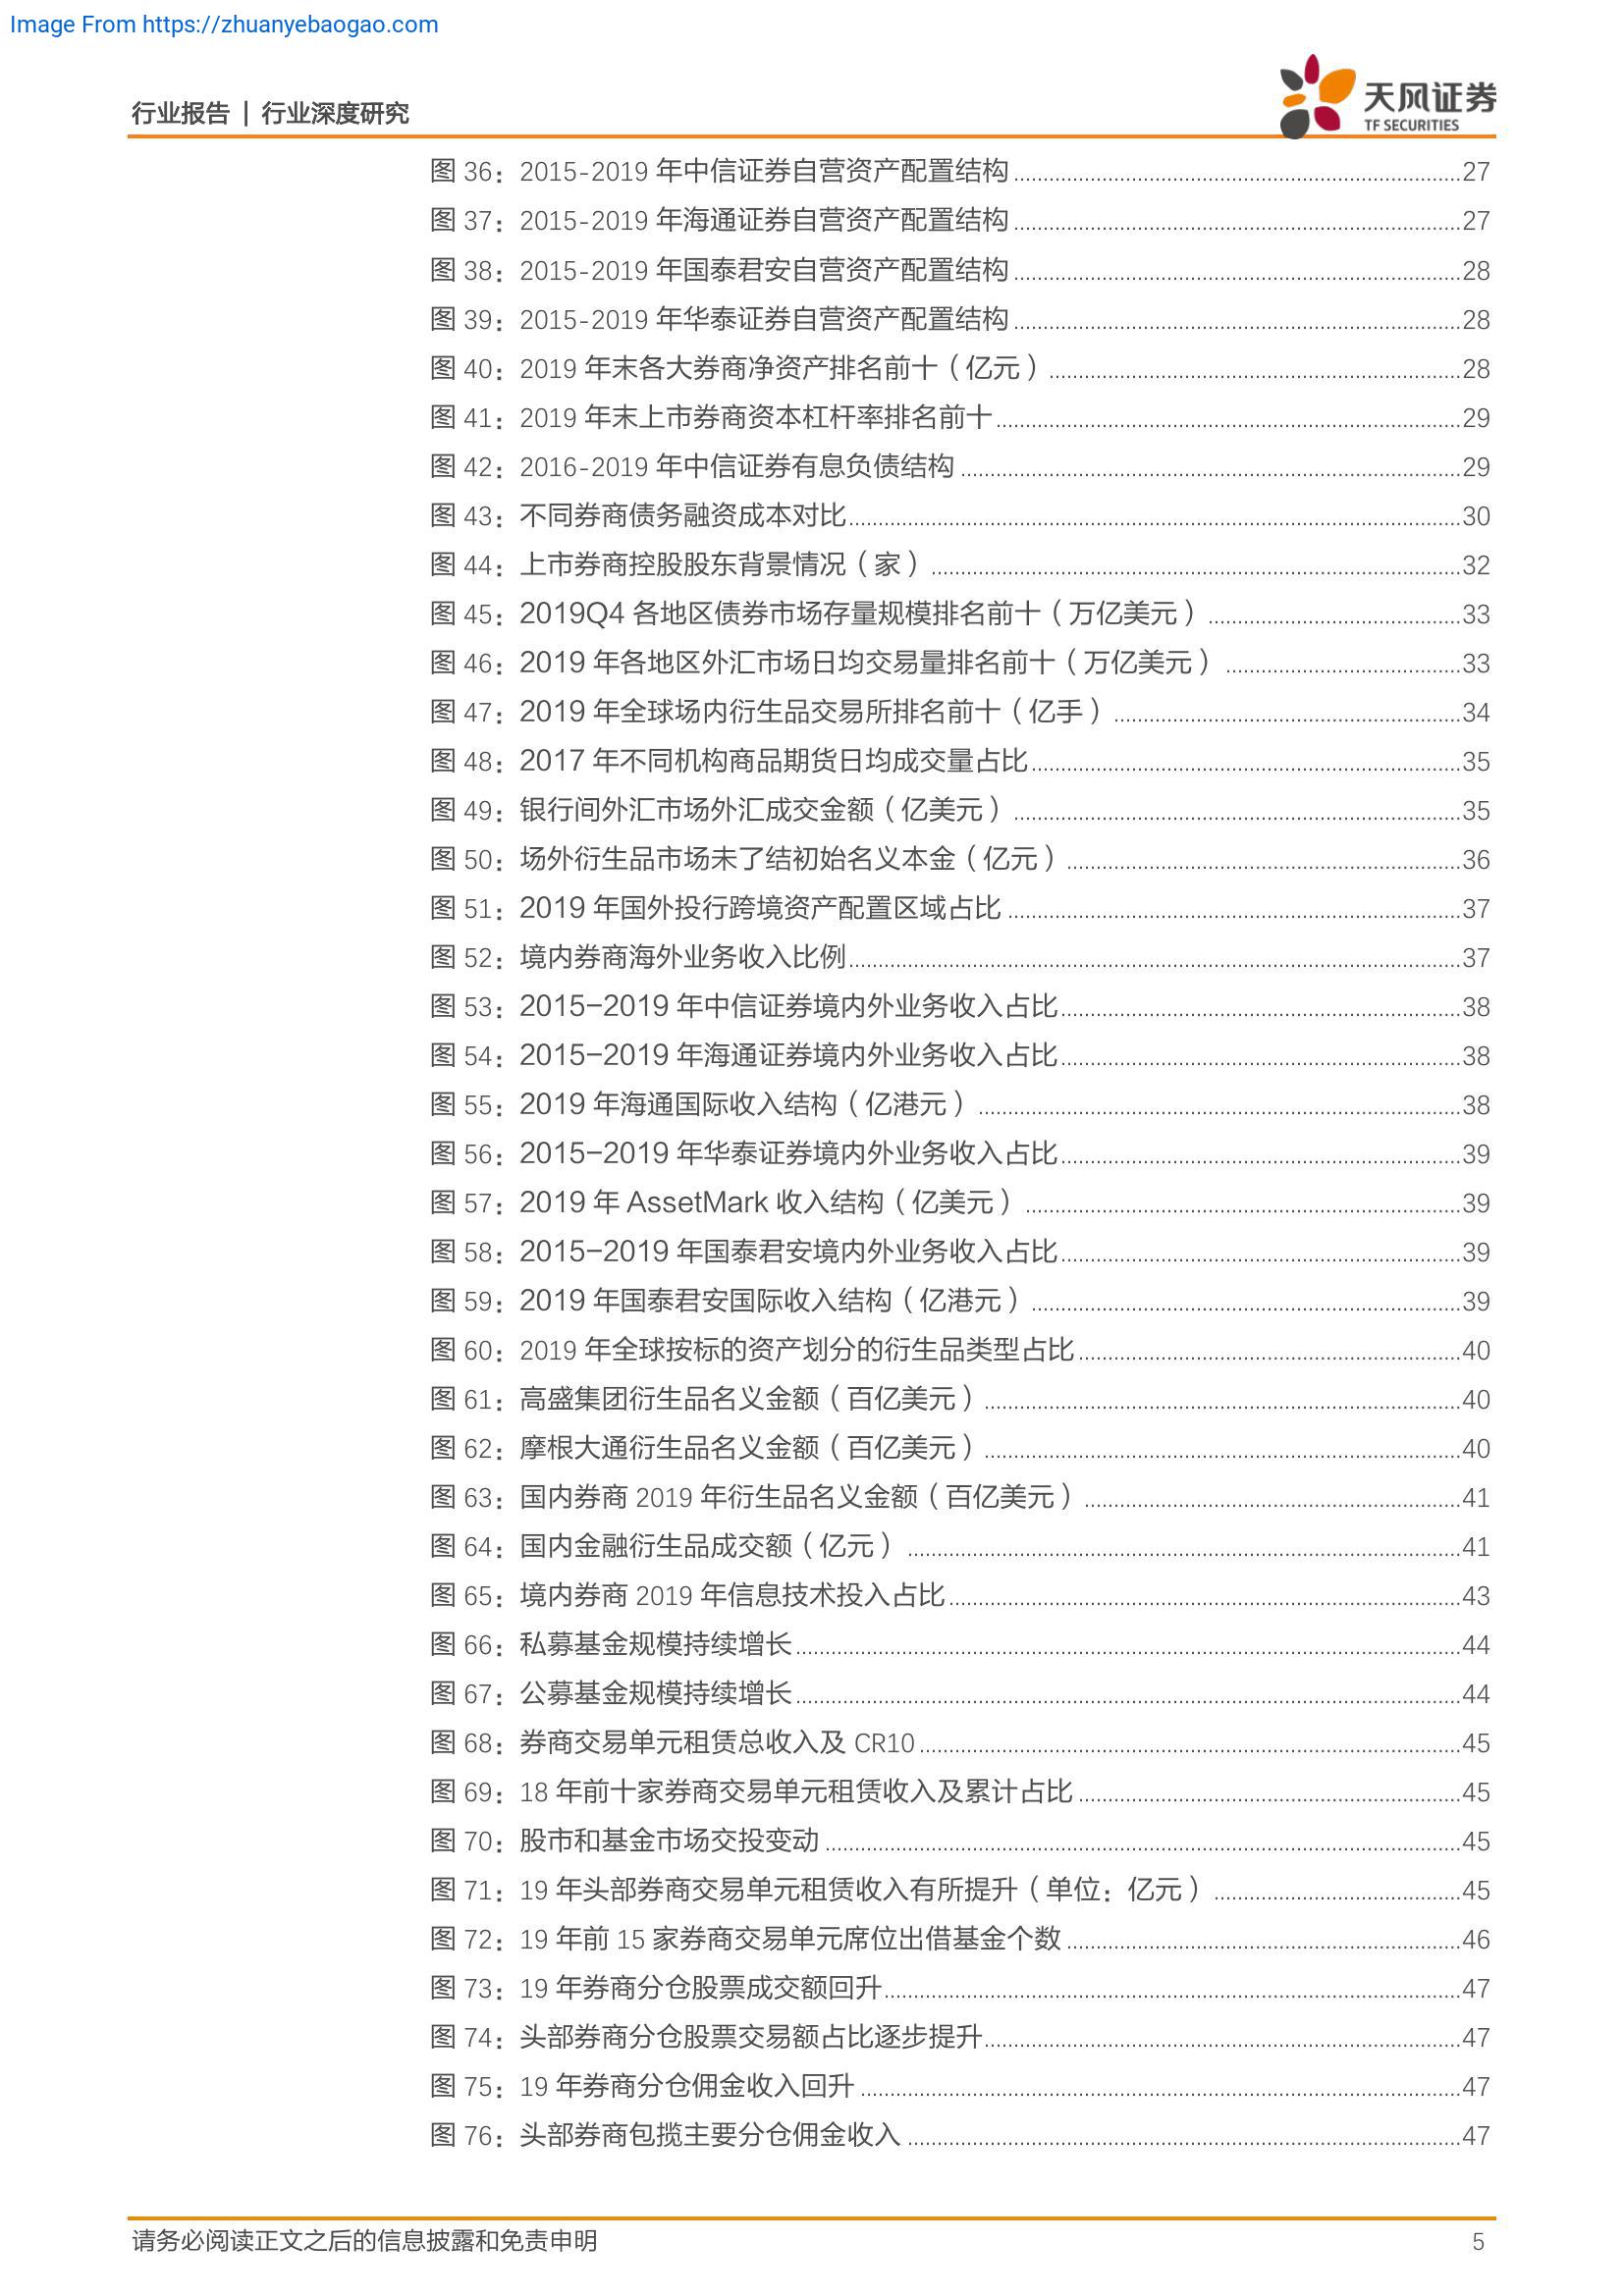 Image From https://zhuanyebaogao.com
行业报告 | 行业深度研究
天风证券
TF SECURITIES
图 36：2015-2019 年中信证券自营资产配置结构 27
图 37：2015-2019 年海通证券自营资产配置结构 27
图 38：2015-2019 年国泰君安自营资产配置结构 28
图 39：2015-2019 年华泰证券自营资产配置结构 28
图 40：2019 年末各大券商净资产排名前十（亿元） 28
图 41：2019 年末上市券商资本杠杆率排名前十 29
图 42：2016-2019 年中信证券有息负债结构 29
图 43：不同券商债务融资成本对比 30
图 44：上市券商控股股东背景情况（家） 32
图 45：2019Q4 各地区债券市场存量规模排名前十（万亿美元） 33
图 46：2019 年各地区外汇市场日均交易量排名前十（万亿美元） 33
图 47：2019 年全球场内衍生品交易所排名前十（亿手） 34
图 48：2017 年不同机构商品期货日均成交量占比 35
图 49：银行间外汇市场外汇成交金额（亿美元） 35
图 50：场外衍生品市场未了结初始名义本金（亿元） 36
图 51：2019 年国外投行跨境资产配置区域占比 37
图 52：境内券商海外业务收入比例 37
图 53：2015-2019 年中信证券境内外业务收入占比 38
图 54：2015-2019 年海通证券境内外业务收入占比 38
图 55：2019 年海通国际收入结构（亿港元） 38
图 56：2015-2019 年华泰证券境内外业务收入占比 39
图 57：2019 年 AssetMark 收入结构（亿美元） 39
图 58：2015-2019 年国泰君安境内外业务收入占比 39
图 59：2019 年国泰君安国际收入结构（亿港元） 39
图 60：2019 年全球按标的资产划分的衍生品类型占比 40
图 61：高盛集团衍生品名义金额（百亿美元） 40
图 62：摩根大通衍生品名义金额（百亿美元） 40
图 63：国内券商 2019 年衍生品名义金额（百亿美元） 41
图 64：国内金融衍生品成交额（亿元） 41
图 65：境内券商 2019 年信息技术投入占比 43
图 66：私募基金规模持续增长 44
图 67：公募基金规模持续增长 44
图 68：券商交易单元租赁总收入及 CR10 45
图 69：18 年前十家券商交易单元租赁收入及累计占比 45
图 70：股市和基金市场交投变动 45
图 71：19 年头部券商交易单元租赁收入有所提升（单位：亿元） 45
图 72：19 年前 15 家券商交易单元席位出借基金个数 46
图 73：19 年券商分仓股票成交额回升 47
图 74：头部券商分仓股票交易额占比逐步提升 47
图 75：19 年券商分仓佣金收入回升 47
图 76：头部券商包揽主要分仓佣金收入 47
请务必阅读正文之后的信息披露和免责申明 5